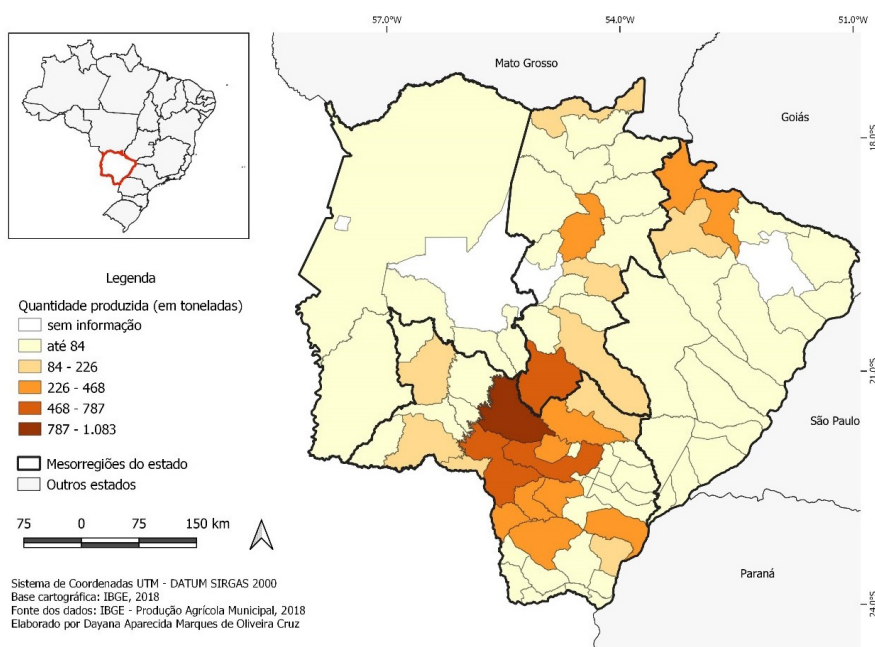 57.0°W
54.0°W
51.0°W
Mato Grosso
Goiás
18.0°S
Legenda
Quantidade produzida (em toneladas)
sem informação
até 84
84 - 226
226 - 468
468 - 787
787 - 1.083
Mesorregiões do estado
Outros estados
21.0°S
São Paulo
75 0 75 150 km
Paraná
24.0°S
Sistema de Coordenadas UTM - DATUM SIRGAS 2000
Base cartográfica: IBGE, 2018
Fonte dos dados: IBGE - Produção Agrícola Municipal, 2018
Elaborado por Dayana Aparecida Marques de Oliveira Cruz